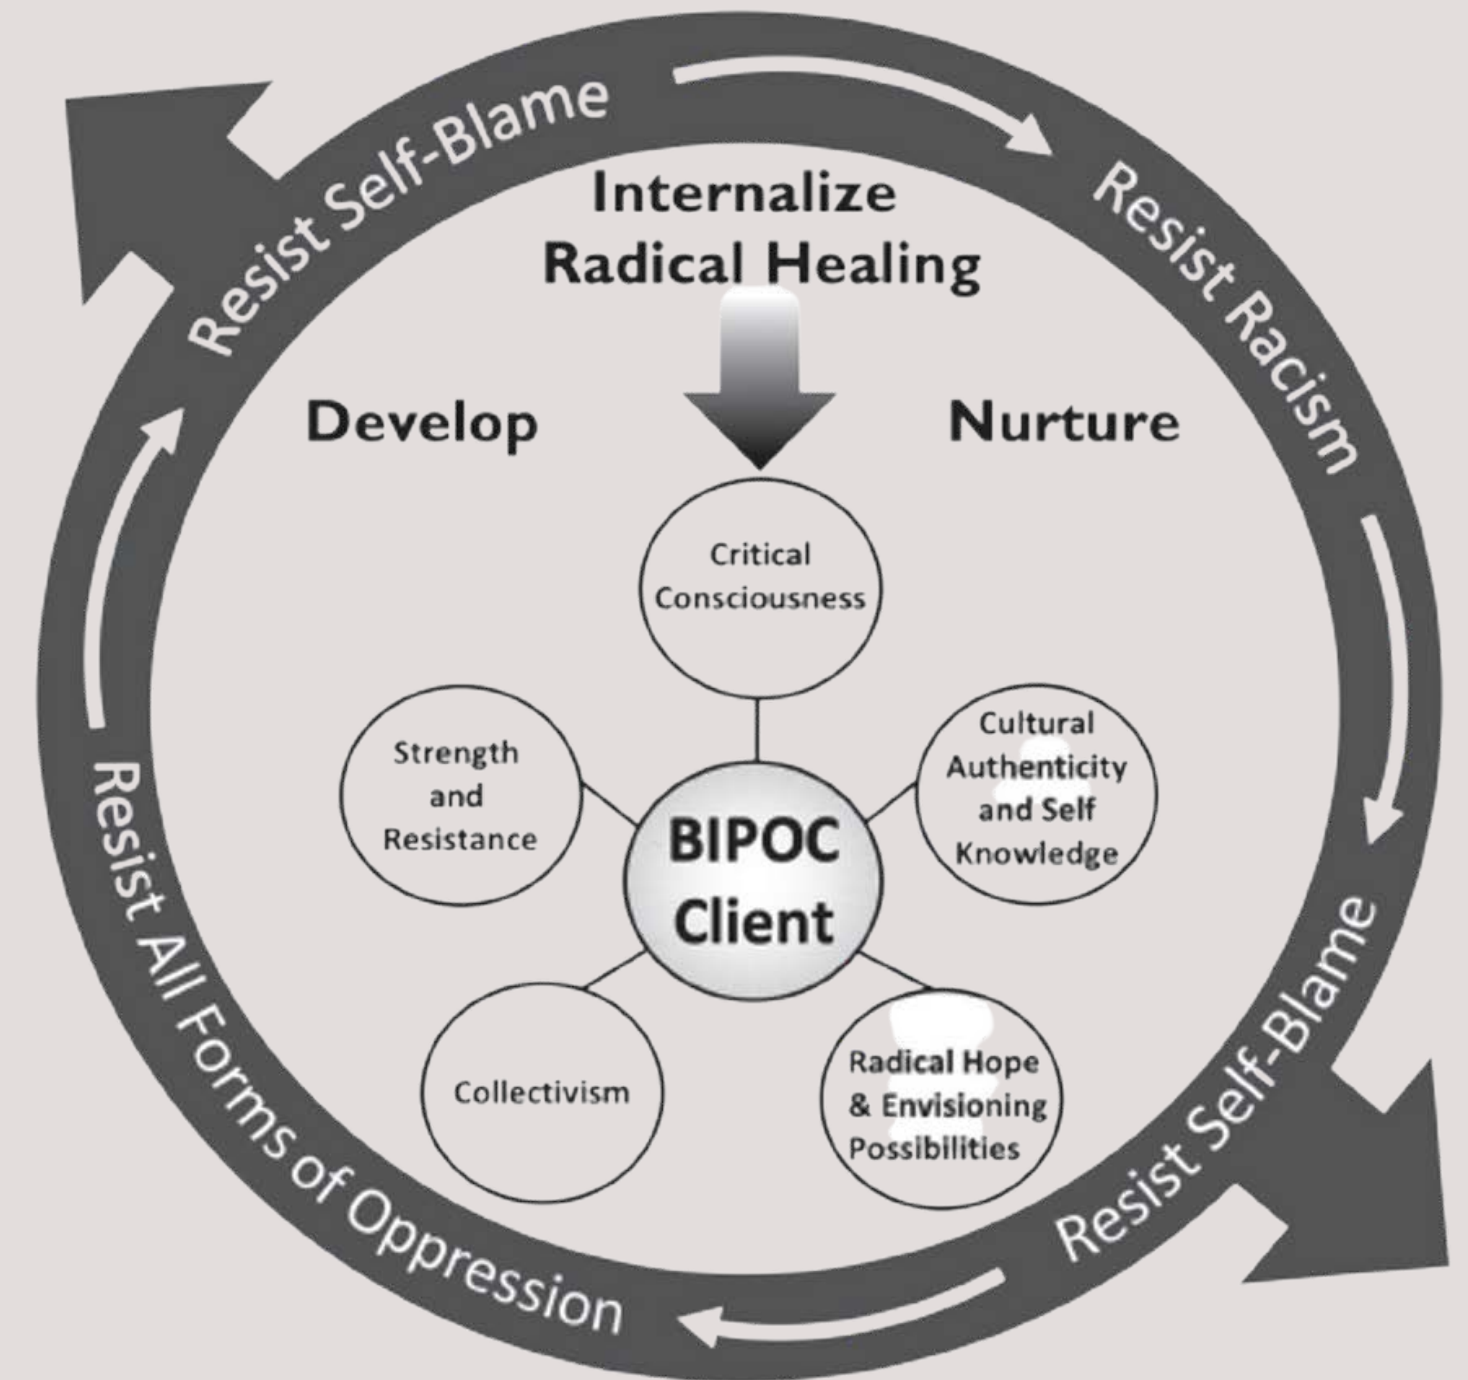 Resist Self-Blame
Resist Racism
Internalize
Radical Healing
Develop
Nurture
Critical
Consciousness
Strength
and
Resistance
Cultural
Authenticity
and Self
Knowledge
BIPOC
Client
Collectivism
Radical Hope
& Envisioning
Possibilities
Resist Self-Blame
Resist All Forms of Oppression